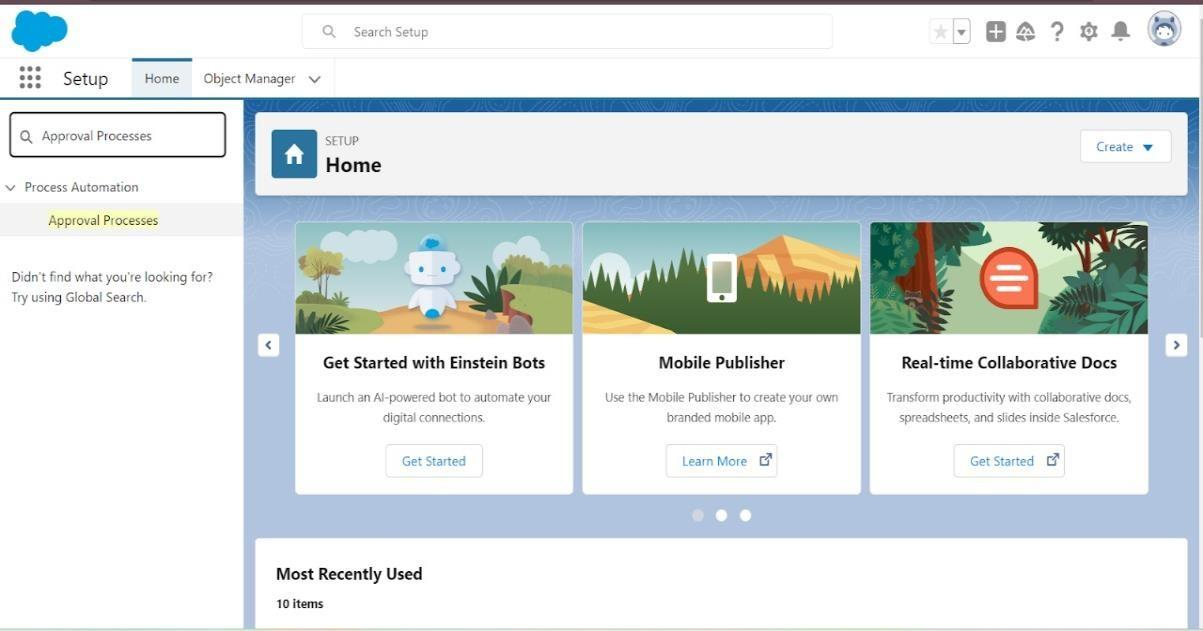 Search Setup
Setup
Home
Object Manager
Approval Processes
Process Automation
Approval Processes
Didn't find what you're looking for?
Try using Global Search.
SETUP
Home
Create
Get Started with Einstein Bots
Launch an AI-powered bot to automate your
digital connections.
Get Started
Mobile Publisher
Use the Mobile Publisher to create your own
branded mobile app.
Learn More
Real-time Collaborative Docs
Transform productivity with collaborative docs,
spreadsheets, and slides inside Salesforce.
Get Started
Most Recently Used
10 items